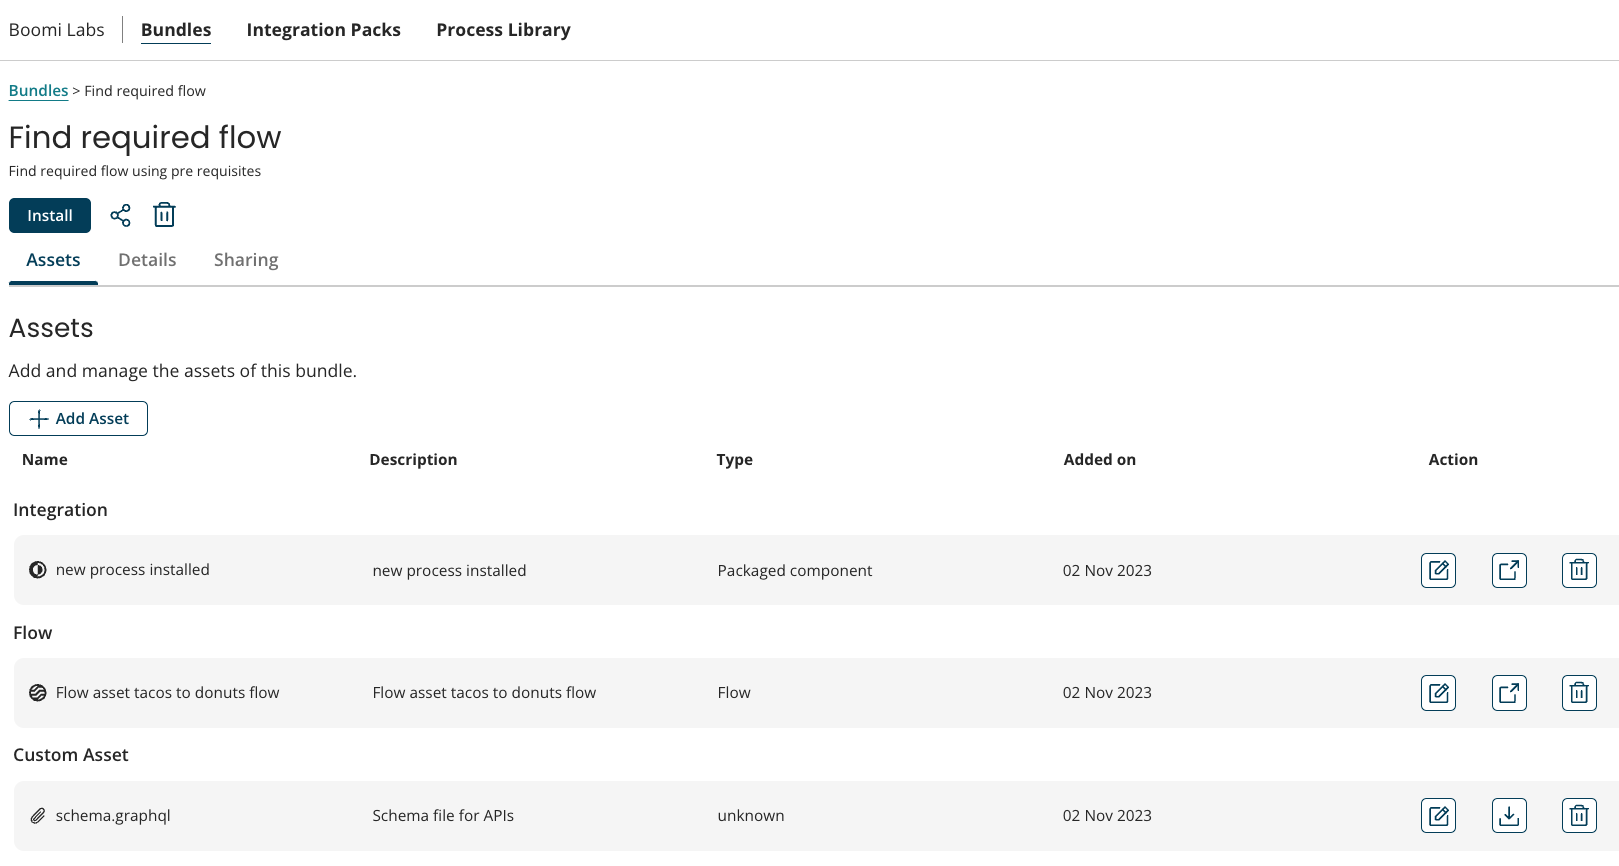 Boomi Labs Bundles Integration Packs Process Library
Bundles > Find required flow
Find required flow
Find required flow using pre requisites
Install
Assets Details Sharing
Assets
Add and manage the assets of this bundle.
Add Asset
Name Description Type Added on Action
Integration
new process installed new process installed Packaged component 02 Nov 2023
Flow
Flow asset tacos to donuts flow Flow asset tacos to donuts flow Flow 02 Nov 2023
Custom Asset
schema.graphql Schema file for APIs unknown 02 Nov 2023